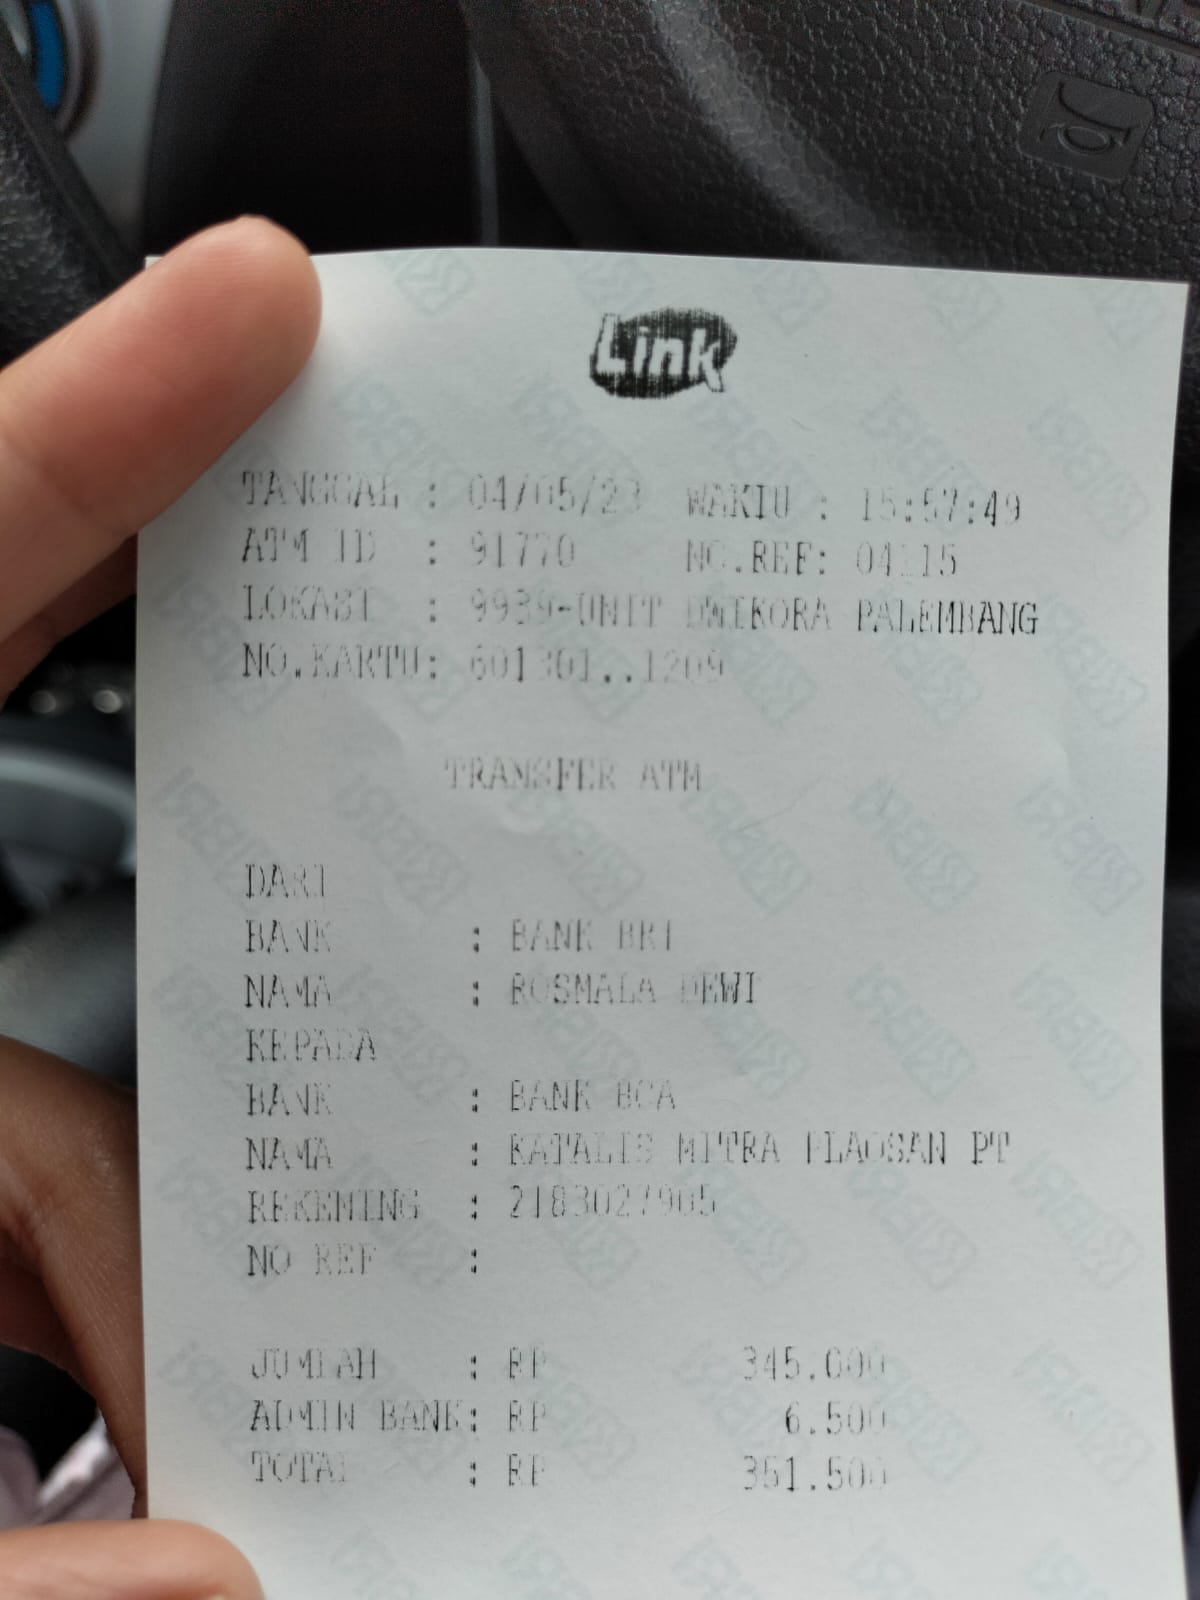 Link
TANGGAL : 04/05/23 WAKTU : 15:57:49
ATM ID : 91770 NO.REF: 04115
LOKASI : 9939-UNIT DWIKORA PALEMBANG
NO.KARTU: 601301..1209
TRANSFER ATM
DARI
BANK : BANK BRI
NAMA : ROSMALA DEWI
KEPADA
BANK : BANK BCA
NAMA : KATALIS MITRA PLAOSAN PT
REKENING : 2183027905
NO REF :
JUMLAH : RP 345.000
ADMIN BANK: RP 6.500
TOTAL : RP 351.500